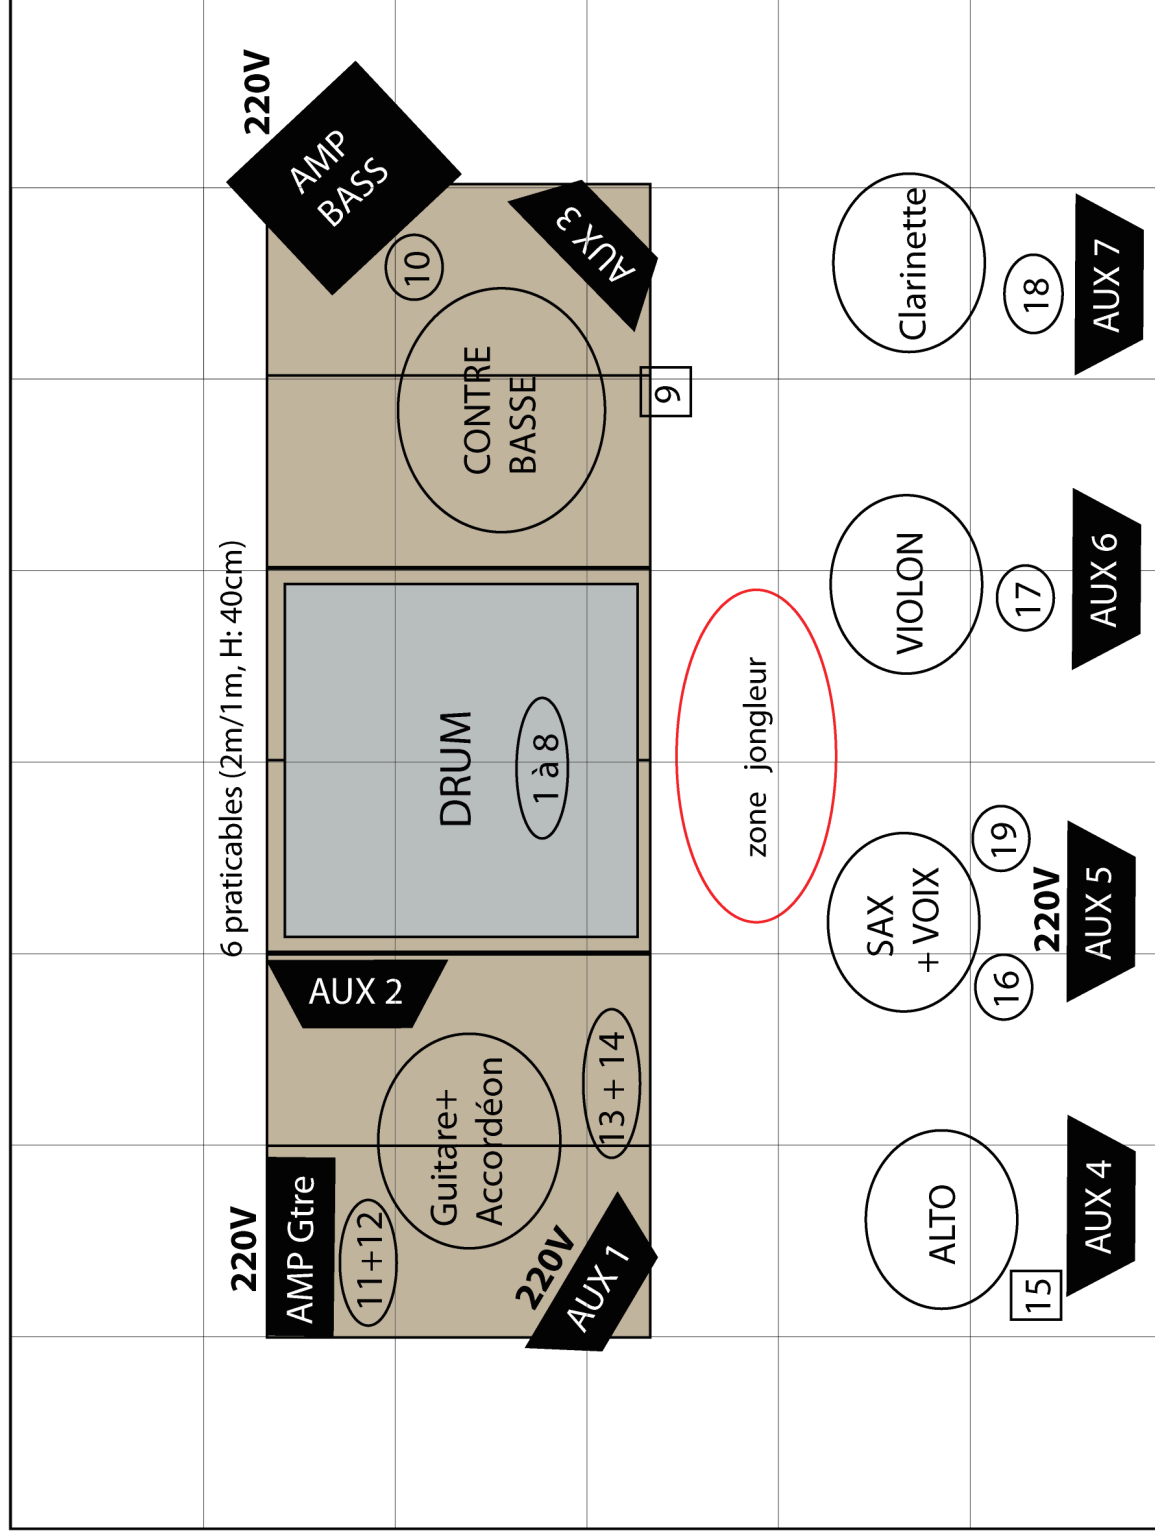 6 praticables (2m/1m, H: 40cm)
220V
AMP Gtre
11+12
Guitare+
Accordéon
13 + 14
220V
AUX 1
AUX 2
DRUM
1 à 8
CONTRE
BASSE
9
10
220V
AMP
BASS
AUX 3
zone jongleur
ALTO
15
AUX 4
SAX
+ VOIX
16
19
220V
AUX 5
VIOLON
17
AUX 6
Clarinette
18
AUX 7